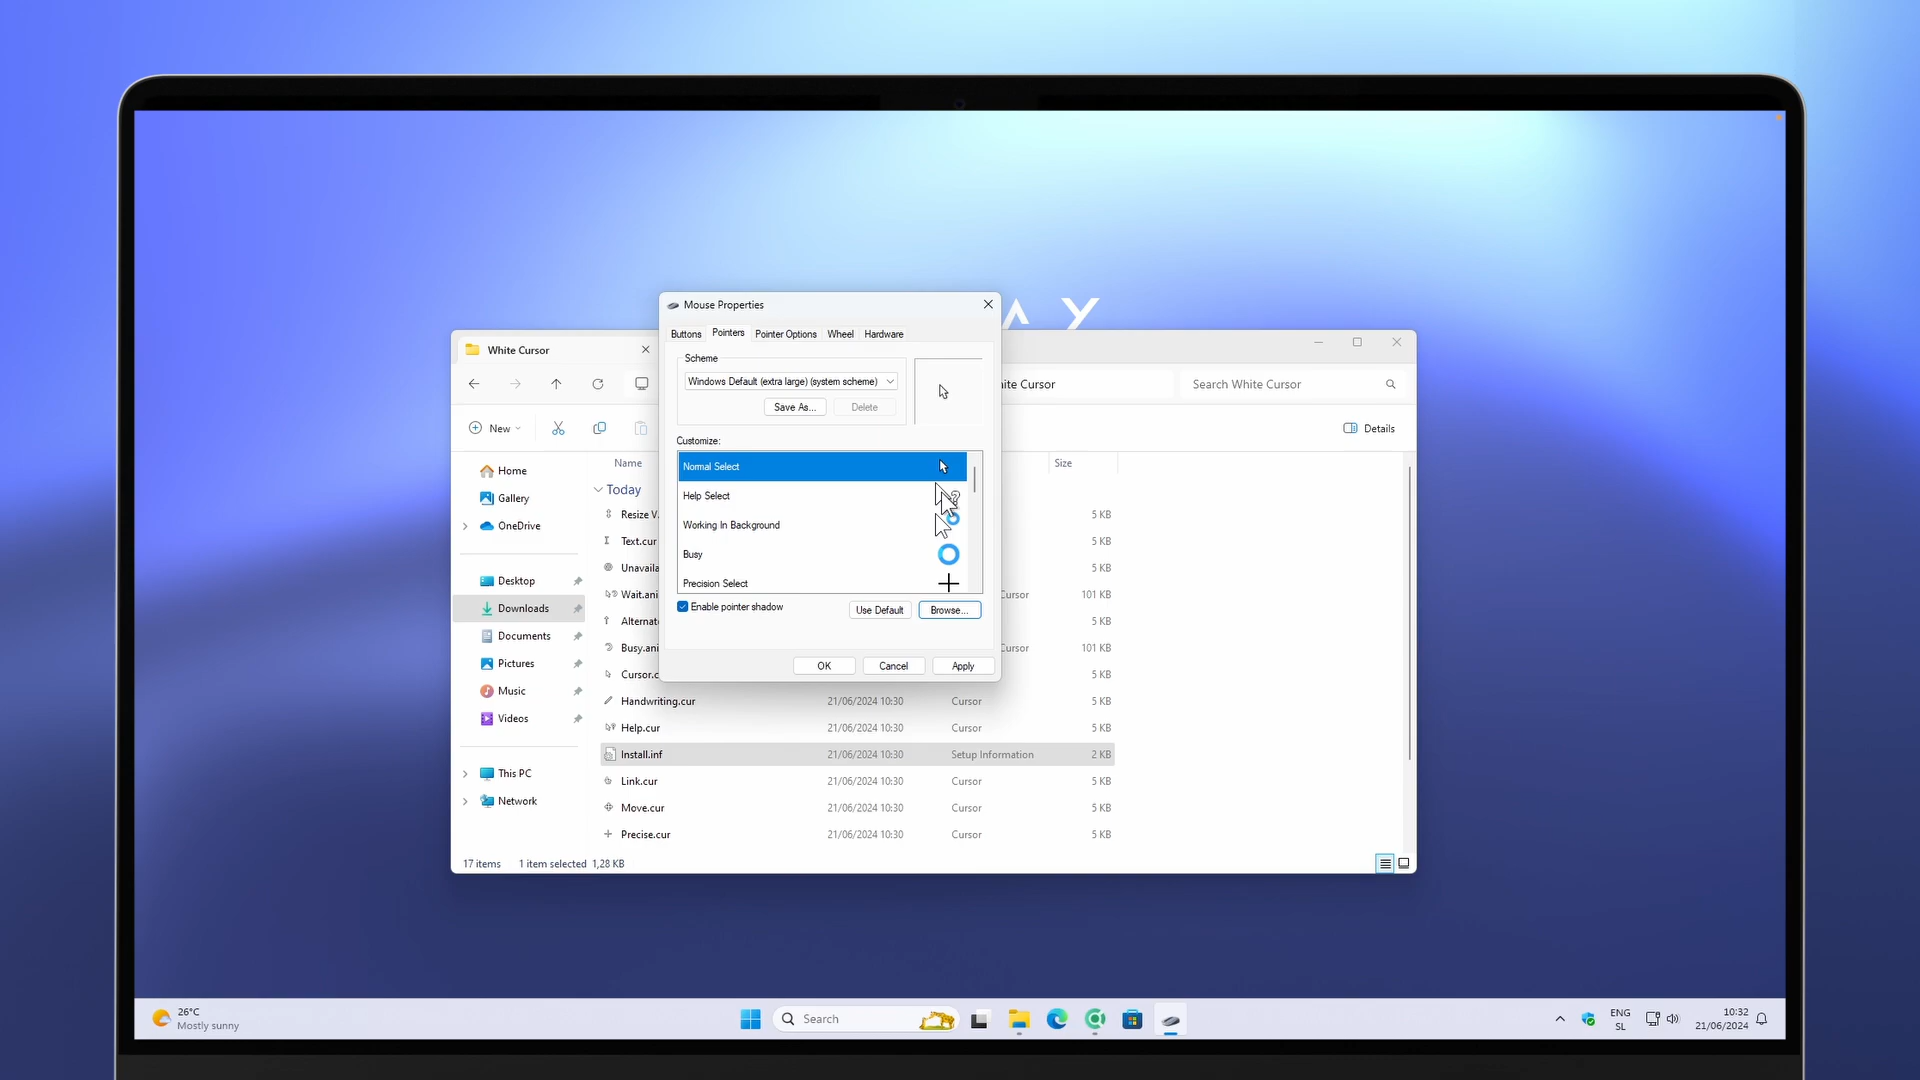 A Y
Mouse Properties
Buttons Pointers Pointer Options Wheel Hardware
Scheme
Windows Default (extra large) (system scheme)
Save As... Delete
Customize:
Normal Select
Help Select
Working In Background
Busy
Precision Select
Enable pointer shadow
Use Default Browse...
OK Cancel Apply
White Cursor
ite Cursor
Search White Cursor
New
Details
Home
Gallery
OneDrive
Desktop
Downloads
Documents
Pictures
Music
Videos
This PC
Network
Name Size
Today
Resize V 5 KB
Text.cur 5 KB
Unavaila 5 KB
Wait.ani Cursor 101 KB
Alternat 5 KB
Busy.ani Cursor 101 KB
Cursor.c 5 KB
Handwriting.cur 21/06/2024 10:30 Cursor 5 KB
Help.cur 21/06/2024 10:30 Cursor 5 KB
Install.inf 21/06/2024 10:30 Setup Information 2 KB
Link.cur 21/06/2024 10:30 Cursor 5 KB
Move.cur 21/06/2024 10:30 Cursor 5 KB
Precise.cur 21/06/2024 10:30 Cursor 5 KB
17 items 1 item selected 1,28 KB
26°C
Mostly sunny
Search
ENG
SL
10:32
21/06/2024